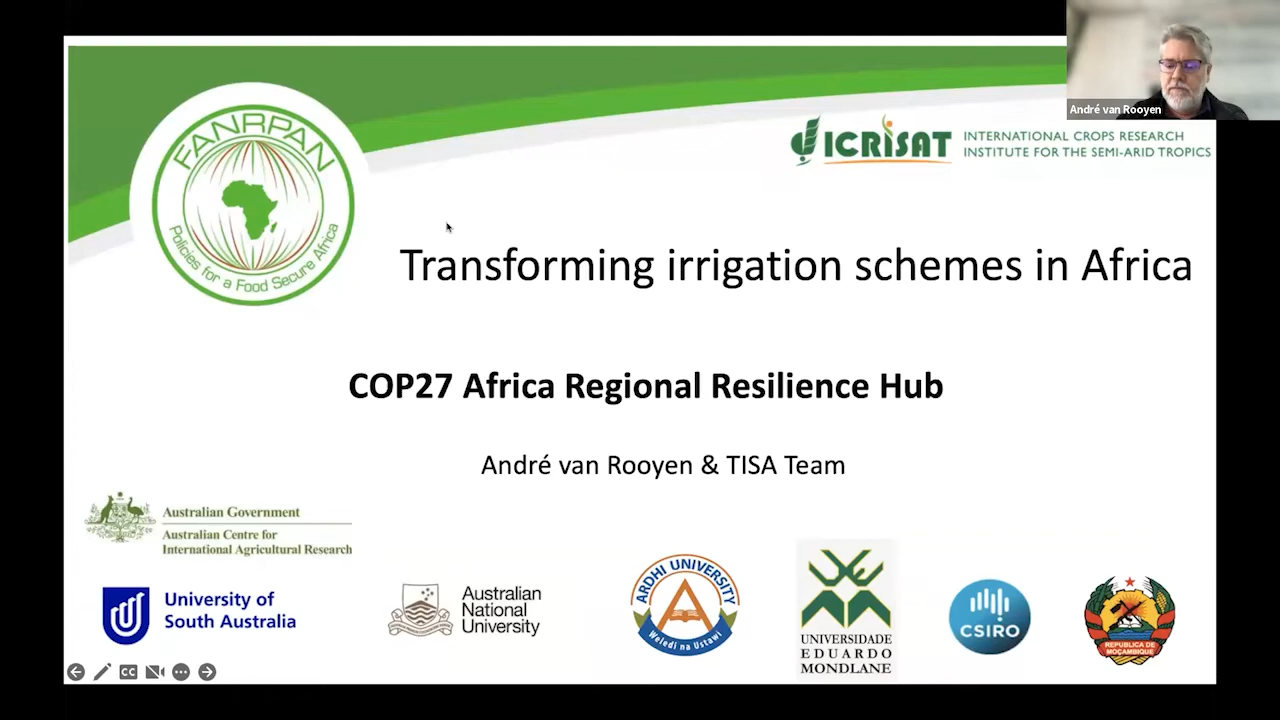 André van Rooyen
FANRPAN
Policies for a Food Secure Africa
ICRISAT
INTERNATIONAL CROPS RESEARCH
INSTITUTE FOR THE SEMI-ARID TROPICS
Transforming irrigation schemes in Africa
COP27 Africa Regional Resilience Hub
André van Rooyen & TISA Team
Australian Government
Australian Centre for
International Agricultural Research
University of
South Australia
Australian
National
University
ARDHI UNIVERSITY
Weledi na Ustawi
UNIVERSIDADE
EDUARDO
MONDLANE
CSIRO
REPUBLICA DE
MOÇAMBIQUE
CC